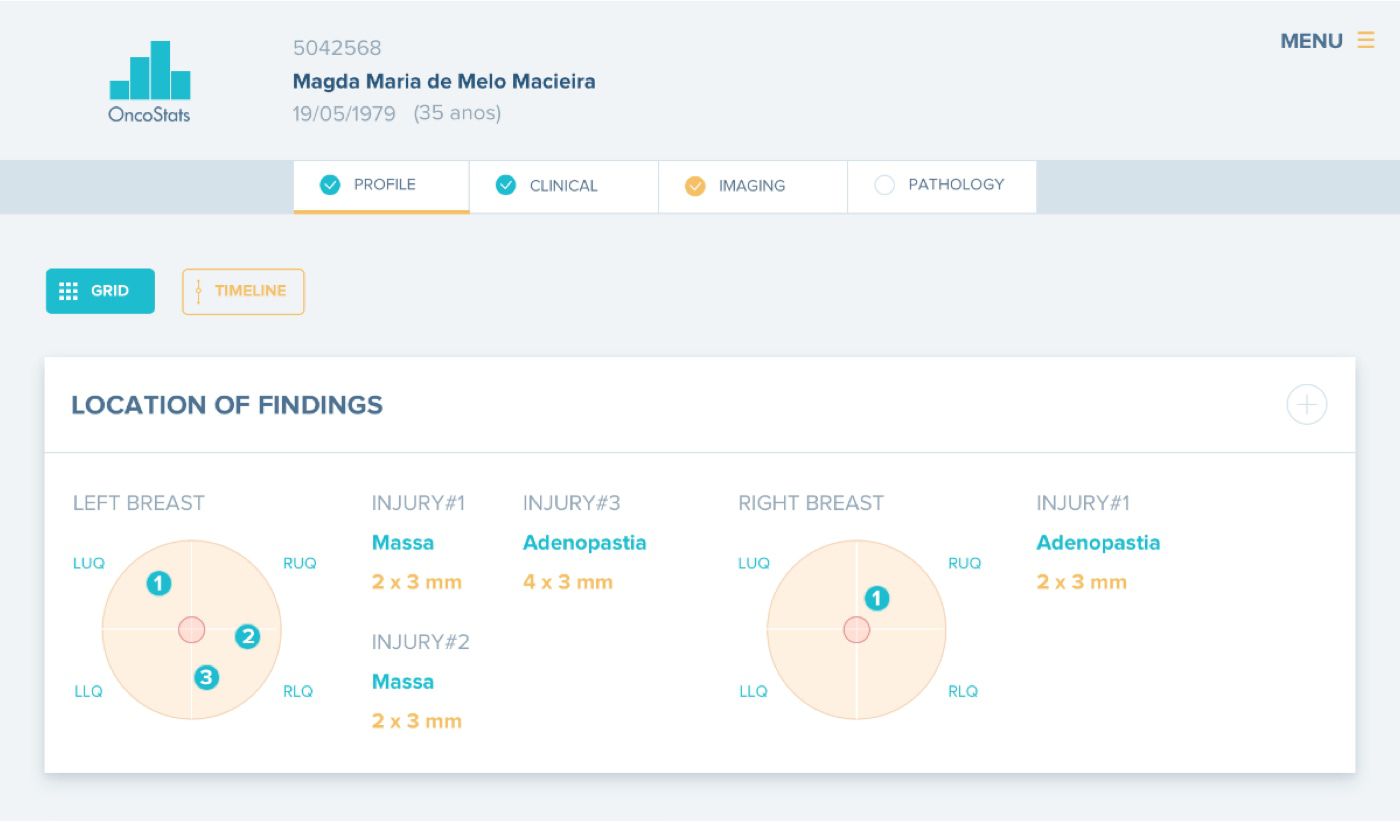 OncoStats
5042568
Magda Maria de Melo Macieira
19/05/1979 (35 anos)
MENU
PROFILE
CLINICAL
IMAGING
PATHOLOGY
GRID
TIMELINE
LOCATION OF FINDINGS
LEFT BREAST
LUQ
RUQ
1
2
3
LLQ
RLQ
INJURY#1
Massa
2 x 3 mm
INJURY#2
Massa
2 x 3 mm
INJURY#3
Adenopastia
4 x 3 mm
RIGHT BREAST
LUQ
RUQ
1
LLQ
RLQ
INJURY#1
Adenopastia
2 x 3 mm